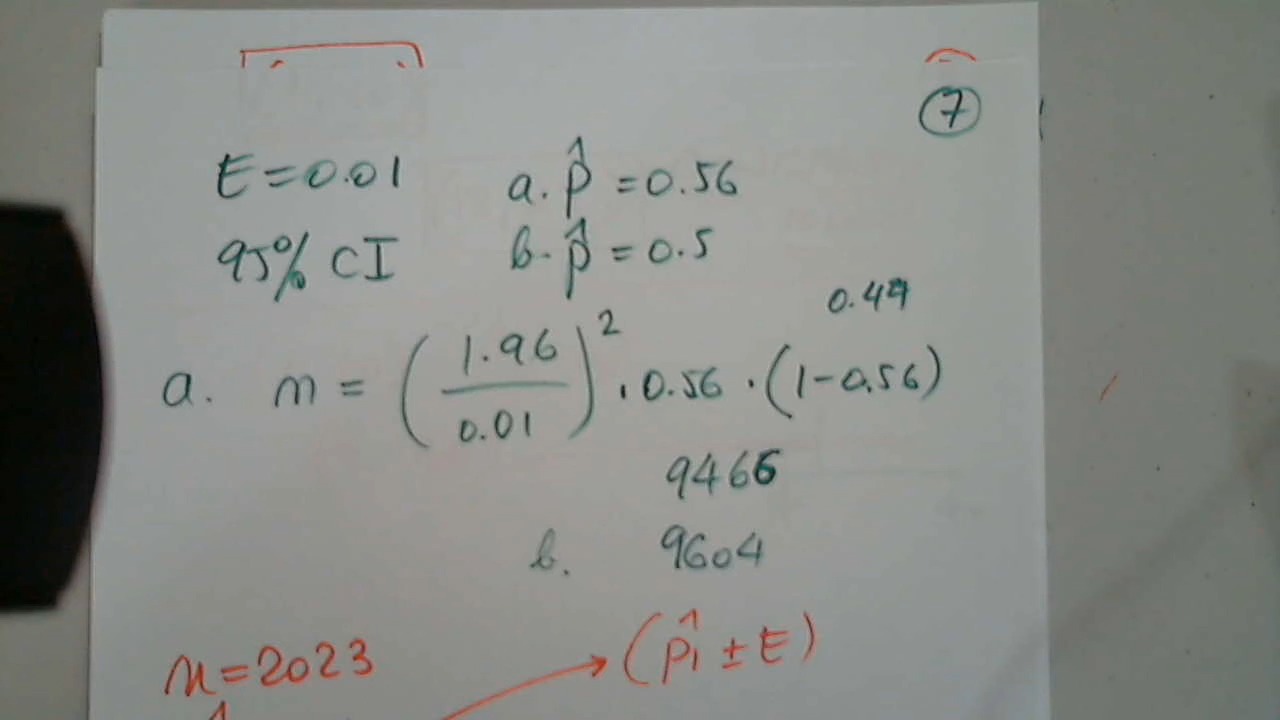 7
E = 0.01 a. p̂ = 0.56
95% CI b. p̂ = 0.5
0.44
a. n = (1.96/0.01)² · 0.56 · (1-0.56)
9466
b. 9604
n = 2023 → (p̂₁ ± E)